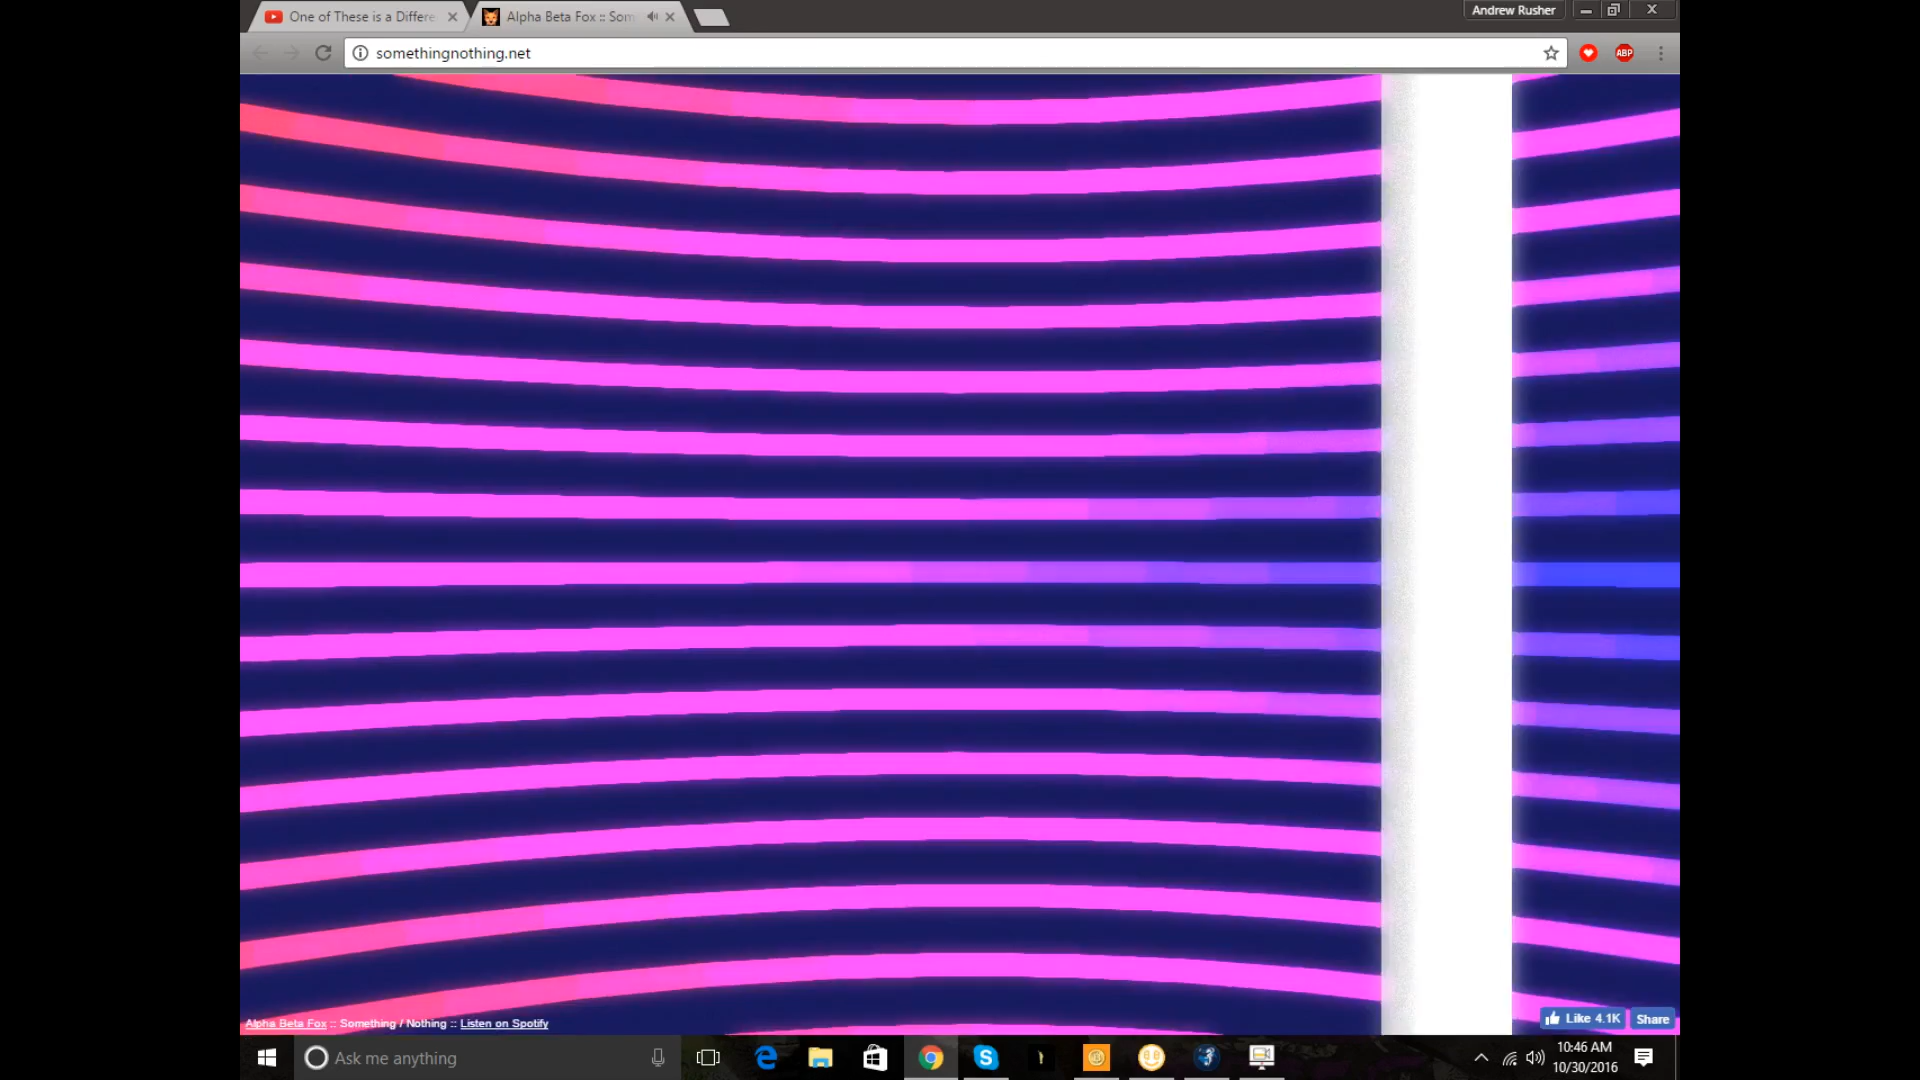 One of These is a Differe
Alpha Beta Fox :: Som
Andrew Rusher
somethingnothing.net
ABP
Alpha Beta Fox :: Something / Nothing :: Listen on Spotify
Like 4.1K
Share
Ask me anything
10:46 AM
10/30/2016